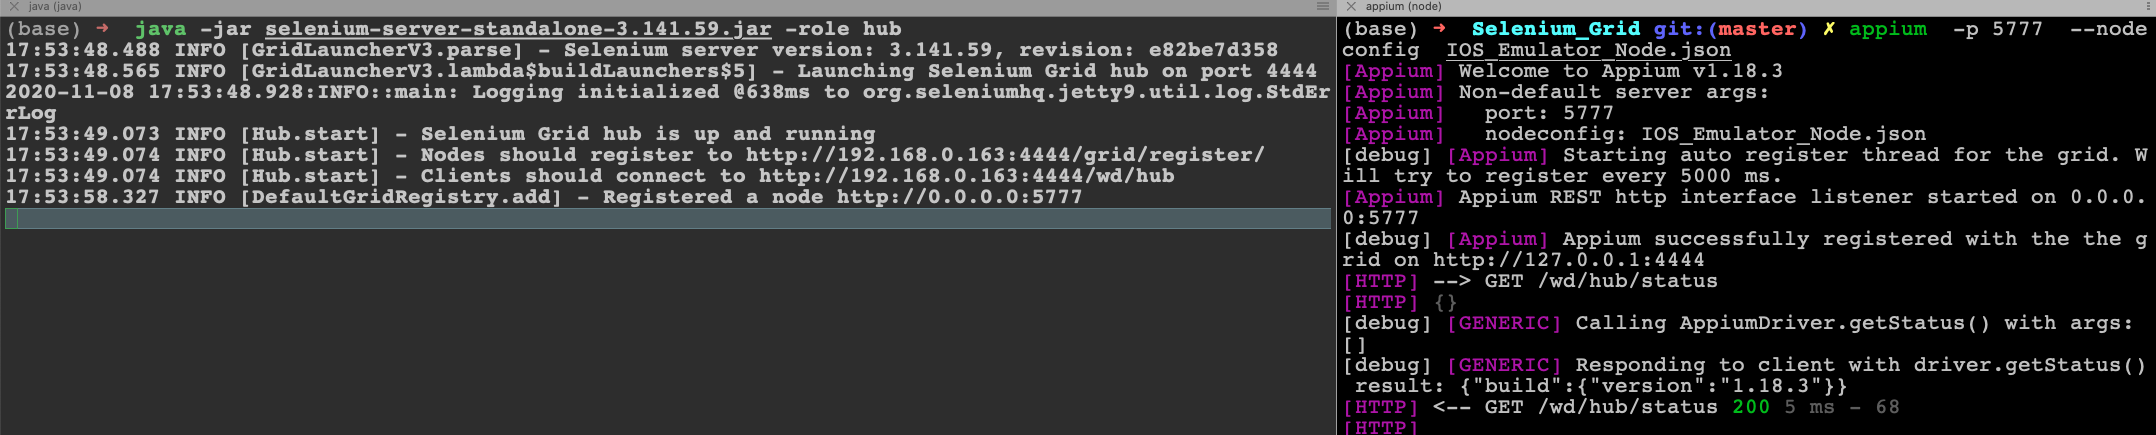 java (java)
(base) ➜ java -jar selenium-server-standalone-3.141.59.jar -role hub
17:53:48.488 INFO [GridLauncherV3.parse] - Selenium server version: 3.141.59, revision: e82be7d358
17:53:48.565 INFO [GridLauncherV3.lambda$buildLaunchers$5] - Launching Selenium Grid hub on port 4444
2020-11-08 17:53:48.928:INFO::main: Logging initialized @638ms to org.seleniumhq.jetty9.util.log.StdEr
rLog
17:53:49.073 INFO [Hub.start] - Selenium Grid hub is up and running
17:53:49.074 INFO [Hub.start] - Nodes should register to http://192.168.0.163:4444/grid/register/
17:53:49.074 INFO [Hub.start] - Clients should connect to http://192.168.0.163:4444/wd/hub
17:53:58.327 INFO [DefaultGridRegistry.add] - Registered a node http://0.0.0.0:5777
appium (node)
(base) ➜ Selenium_Grid git:(master) ✗ appium -p 5777 --node
config IOS_Emulator_Node.json
[Appium] Welcome to Appium v1.18.3
[Appium] Non-default server args:
[Appium] port: 5777
[Appium] nodeconfig: IOS_Emulator_Node.json
[debug] [Appium] Starting auto register thread for the grid. W
ill try to register every 5000 ms.
[Appium] Appium REST http interface listener started on 0.0.0.
0:5777
[debug] [Appium] Appium successfully registered with the the g
rid on http://127.0.0.1:4444
[HTTP] --> GET /wd/hub/status
[HTTP] {}
[debug] [GENERIC] Calling AppiumDriver.getStatus() with args:
[]
[debug] [GENERIC] Responding to client with driver.getStatus()
result: {"build":{"version":"1.18.3"}}
[HTTP] <-- GET /wd/hub/status 200 5 ms - 68
[HTTP]